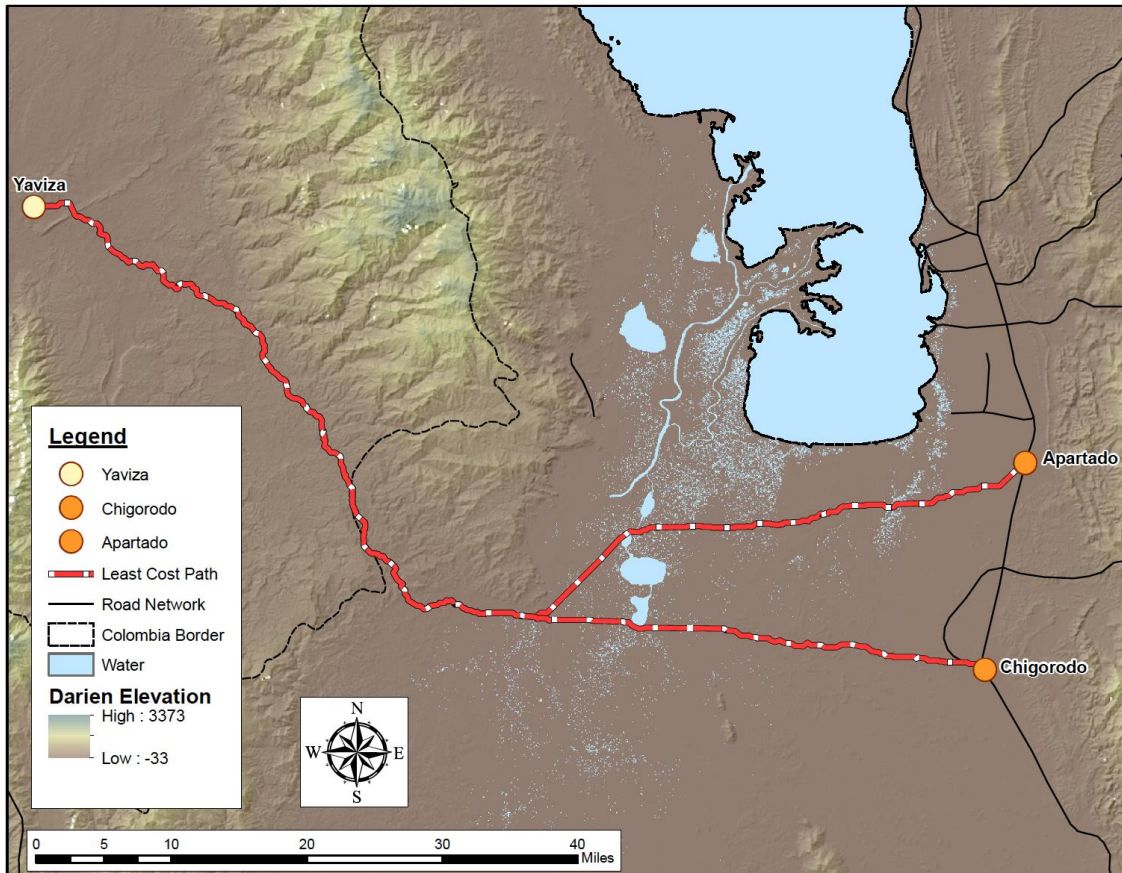 Yaviza
Apartado
Chigorodo
Legend
Yaviza
Chigorodo
Apartado
Least Cost Path
Road Network
Colombia Border
Water
Darien Elevation
High : 3373
Low : -33
N
W E
S
0 5 10 20 30 40
Miles